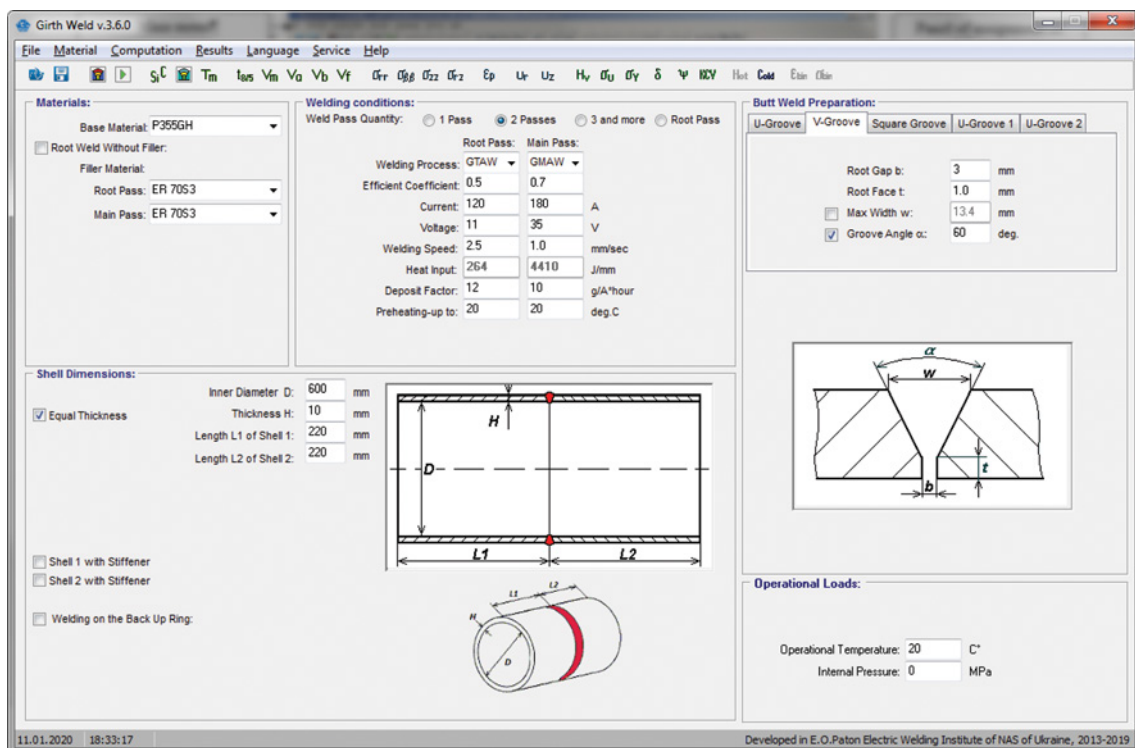 Girth Weld v.3.6.0
File Material Computation Results Language Service Help
SiC Tm t8/5 Vm Va Vb Vf σrr σββ σzz σrz εp Ur Uz Hv σU σY δ Ψ KCV Hot Cold
Materials:
Base Material: P355GH
Root Weld Without Filler:
Filler Material:
Root Pass: ER 70S3
Main Pass: ER 70S3
Welding conditions:
Weld Pass Quantity: 1 Pass 2 Passes 3 and more Root Pass
Root Pass: Main Pass:
Welding Process: GTAW GMAW
Efficient Coefficient: 0.5 0.7
Current: 120 180 A
Voltage: 11 35 V
Welding Speed: 2.5 1.0 mm/sec
Heat Input: 264 4410 J/mm
Deposit Factor: 12 10 g/A*hour
Preheating-up to: 20 20 deg.C
Butt Weld Preparation:
U-Groove V-Groove Square Groove U-Groove 1 U-Groove 2
Root Gap b: 3 mm
Root Face t: 1.0 mm
Max Width w: 13.4 mm
Groove Angle α: 60 deg.
α
w
t
b
Shell Dimensions:
Inner Diameter D: 600 mm
Equal Thickness
Thickness H: 10 mm
Length L1 of Shell 1: 220 mm
Length L2 of Shell 2: 220 mm
H
D
L1 L2
Shell 1 with Stiffener
Shell 2 with Stiffener
Welding on the Back Up Ring:
L1 L2
H
D
Operational Loads:
Operational Temperature: 20 C°
Internal Pressure: 0 MPa
11.01.2020 18:33:17 Developed in E.O.Paton Electric Welding Institute of NAS of Ukraine, 2013-2019